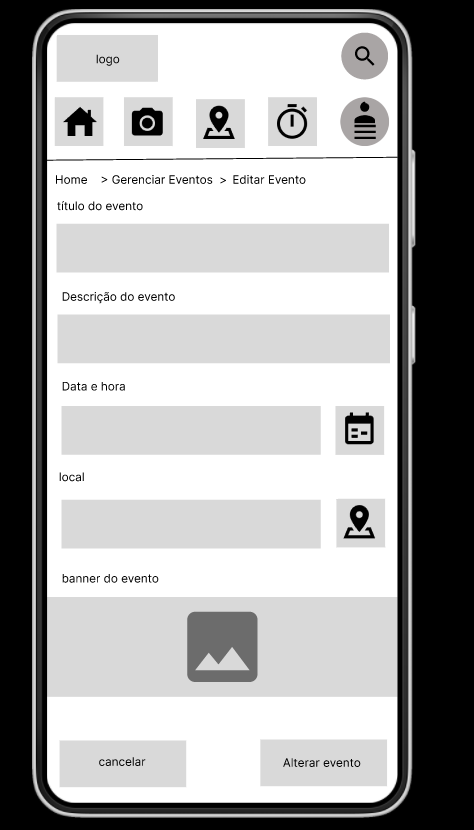 logo
Home > Gerenciar Eventos > Editar Evento
título do evento
Descrição do evento
Data e hora
local
banner do evento
cancelar
Alterar evento